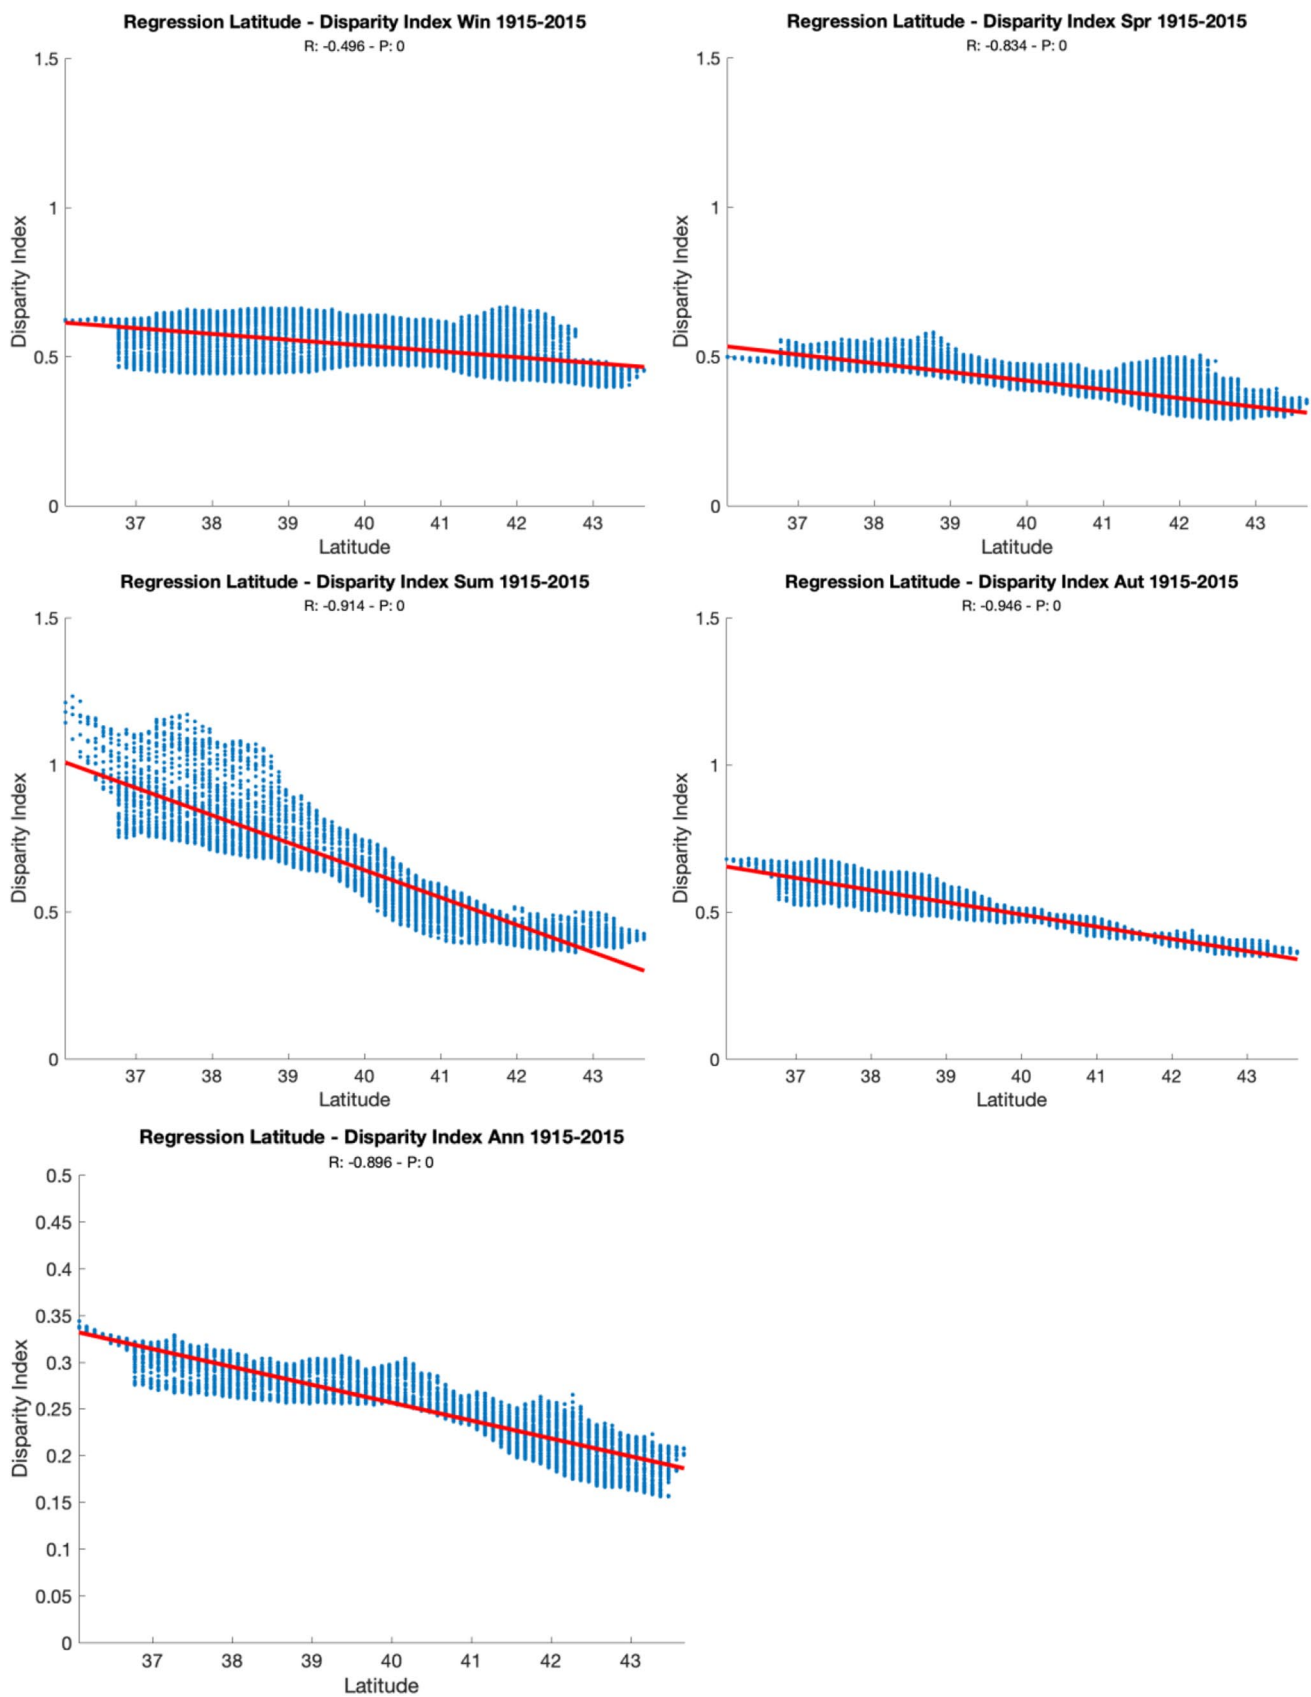 Regression Latitude - Disparity Index Win 1915-2015
R: -0.496 - P: 0
1.5
1
0.5
0
Disparity Index
37 38 39 40 41 42 43
Latitude
Regression Latitude - Disparity Index Spr 1915-2015
R: -0.834 - P: 0
1.5
1
0.5
0
Disparity Index
37 38 39 40 41 42 43
Latitude
Regression Latitude - Disparity Index Sum 1915-2015
R: -0.914 - P: 0
1.5
1
0.5
0
Disparity Index
37 38 39 40 41 42 43
Latitude
Regression Latitude - Disparity Index Aut 1915-2015
R: -0.946 - P: 0
1.5
1
0.5
0
Disparity Index
37 38 39 40 41 42 43
Latitude
Regression Latitude - Disparity Index Ann 1915-2015
R: -0.896 - P: 0
0.5
0.45
0.4
0.35
0.3
0.25
0.2
0.15
0.1
0.05
0
Disparity Index
37 38 39 40 41 42 43
Latitude